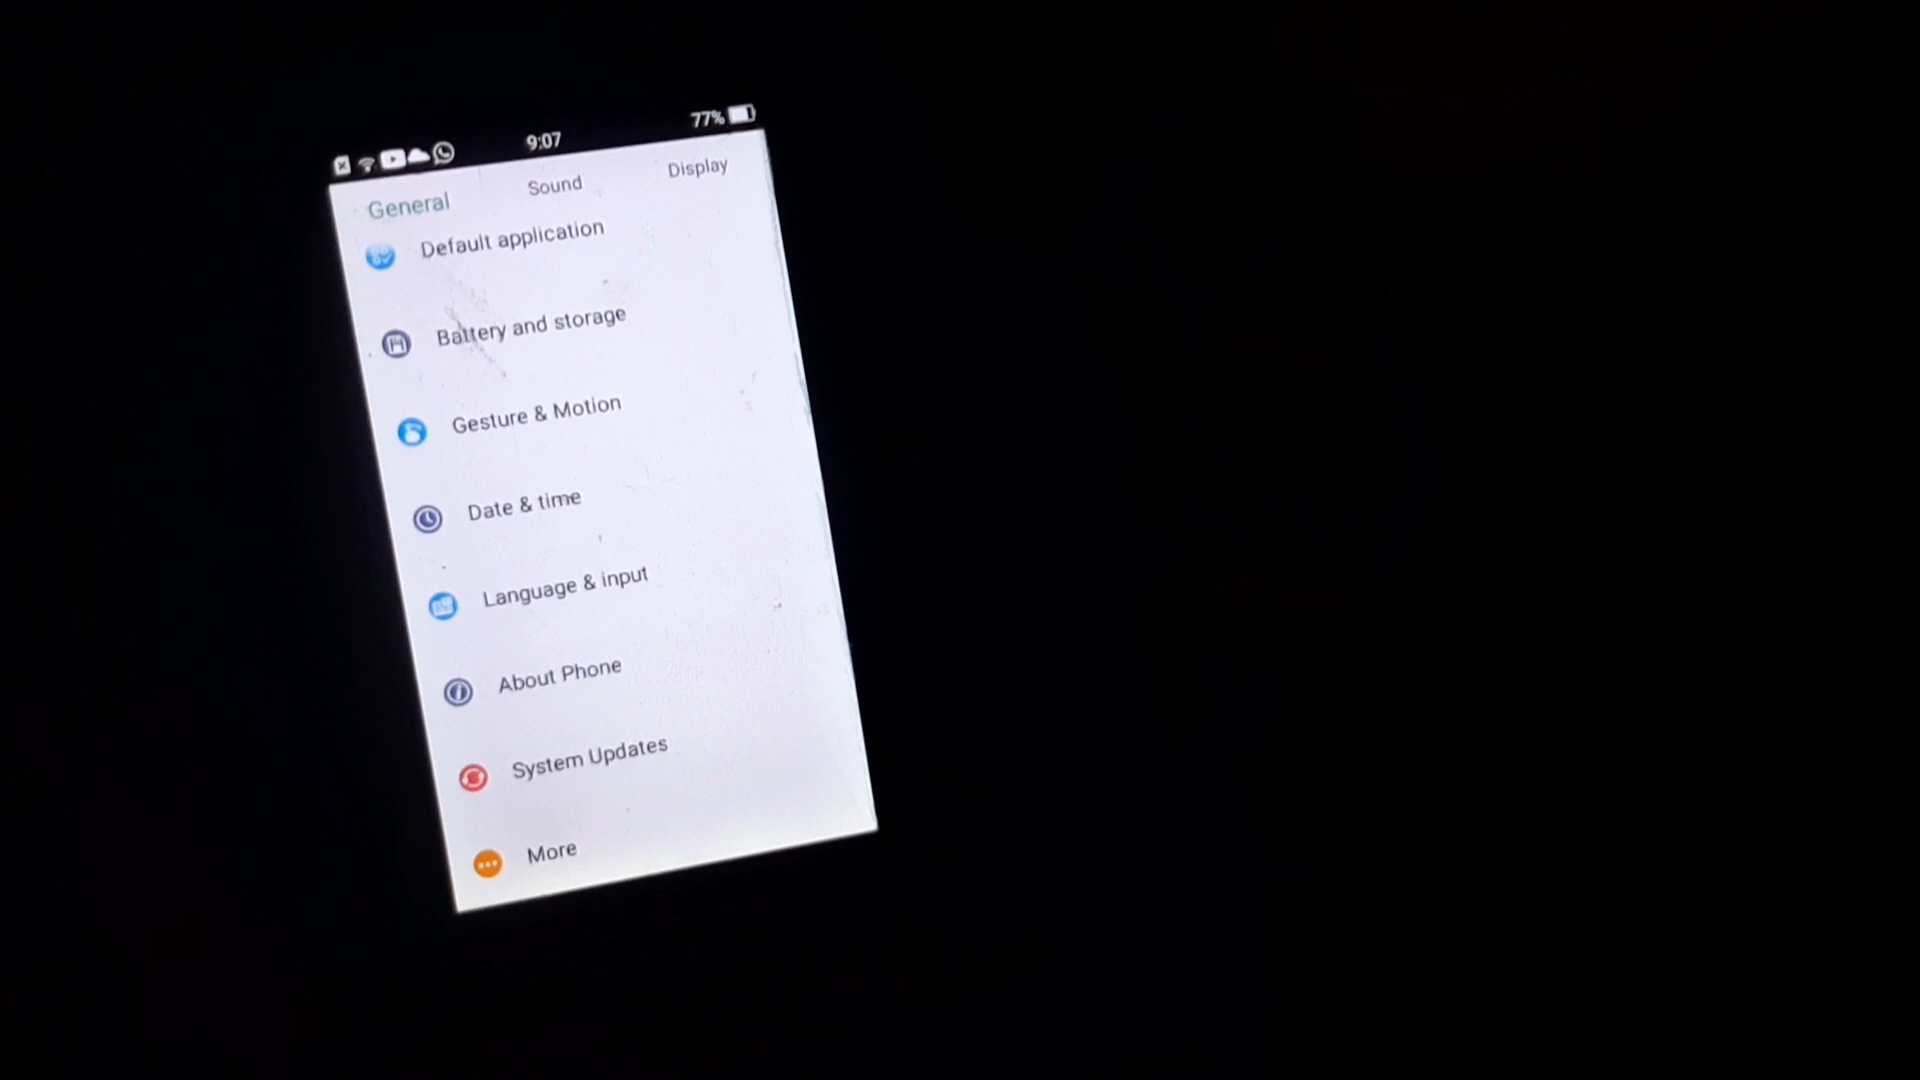 9:07 77%
General Sound Display
Default application
Battery and storage
Gesture & Motion
Date & time
Language & input
About Phone
System Updates
More